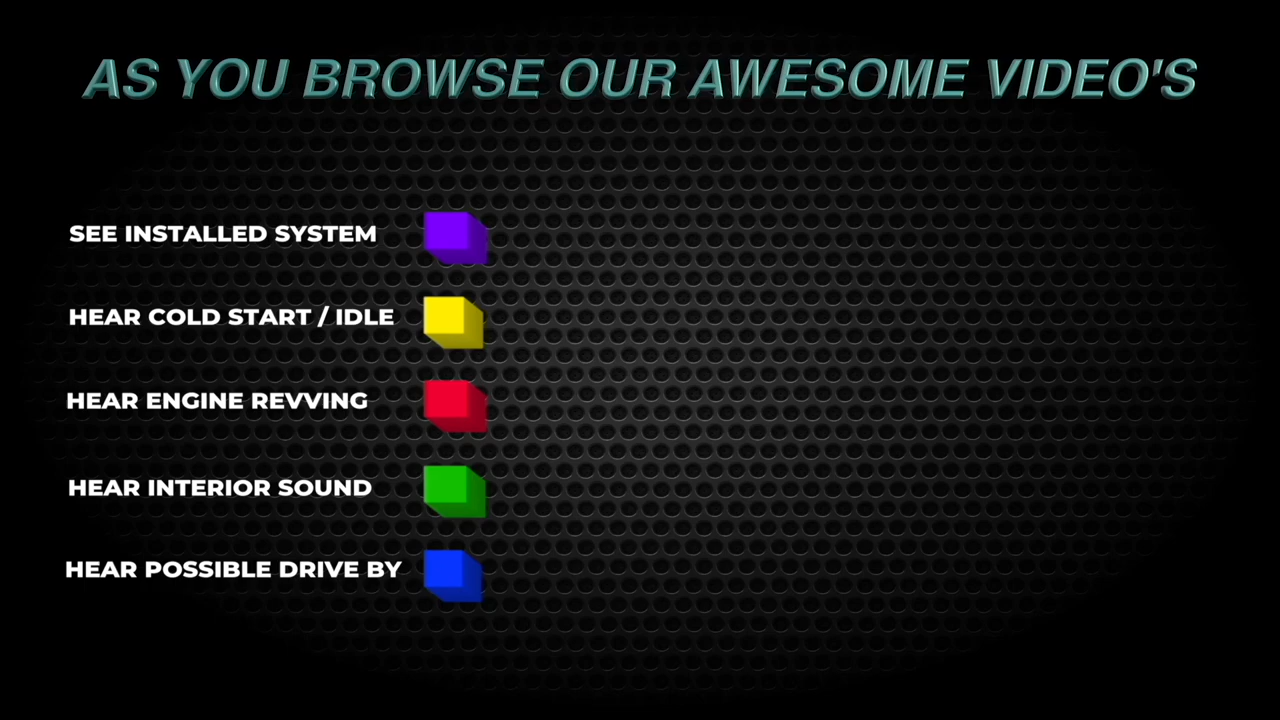 AS YOU BROWSE OUR AWESOME VIDEO'S
SEE INSTALLED SYSTEM
HEAR COLD START / IDLE
HEAR ENGINE REVVING
HEAR INTERIOR SOUND
HEAR POSSIBLE DRIVE BY